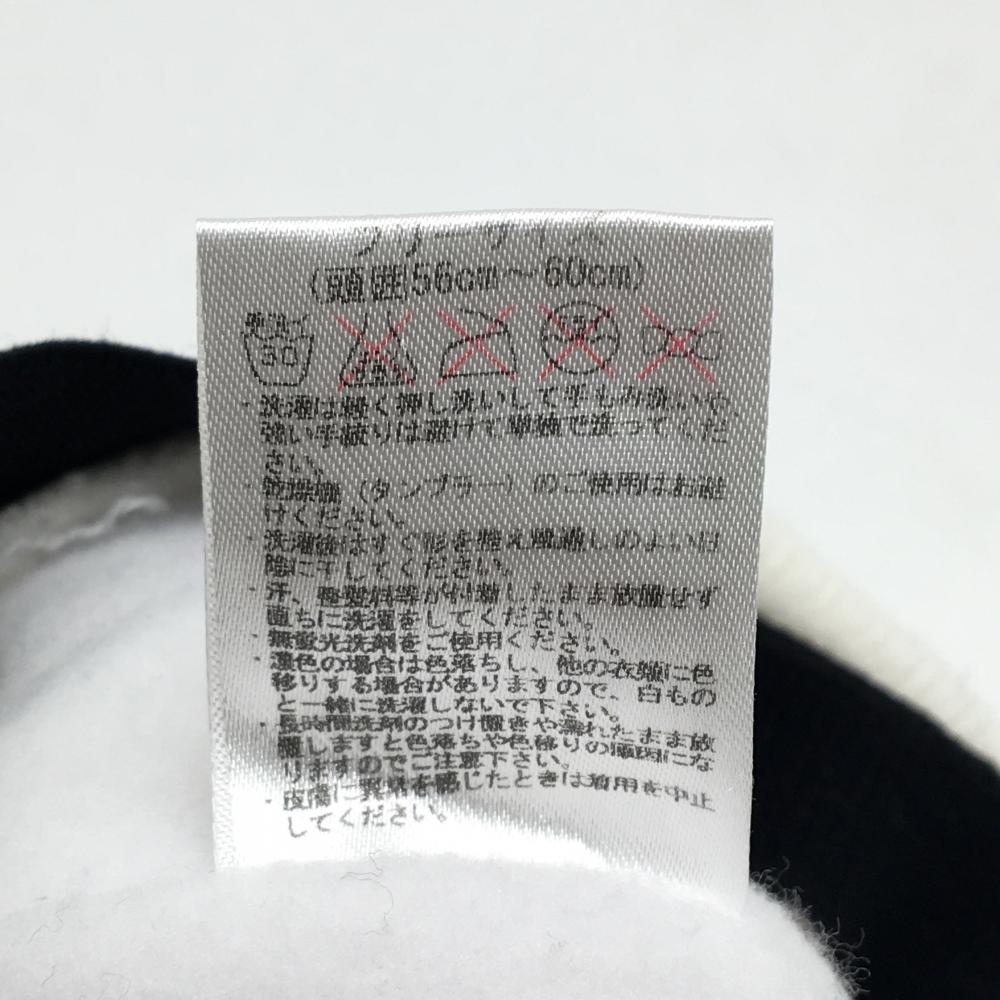 フリーサイズ
(頭囲56cm～60cm)
手洗イ
30
・洗濯は軽く押し洗いして手もみ洗いで、
強い手絞りは避けて単独で洗ってくだ
さい。
・乾燥機(タンブラー)のご使用はお避
けください。
・洗濯後はすぐ形を整え風通しのよい日
陰に干してください。
・汗、整髪料等が付着したまま放置せず
直ちに洗濯をしてください。
・無蛍光洗剤をご使用ください。
・濃色の場合は色落ちし、他の衣類に色
移りする場合がありますので、白もの
と一緒に洗濯しないで下さい。
・長時間洗剤のつけ置きや濡れたまま放
置しますと色落ちや色移りの原因にな
りますのでご注意下さい。
・皮膚に異常を感じたときは着用を中止
してください。